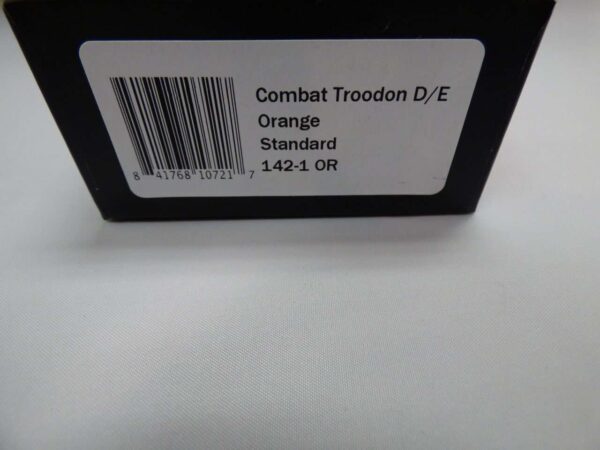 Combat Troodon D/E
Orange
Standard
142-1 OR
8 41768 10721 7